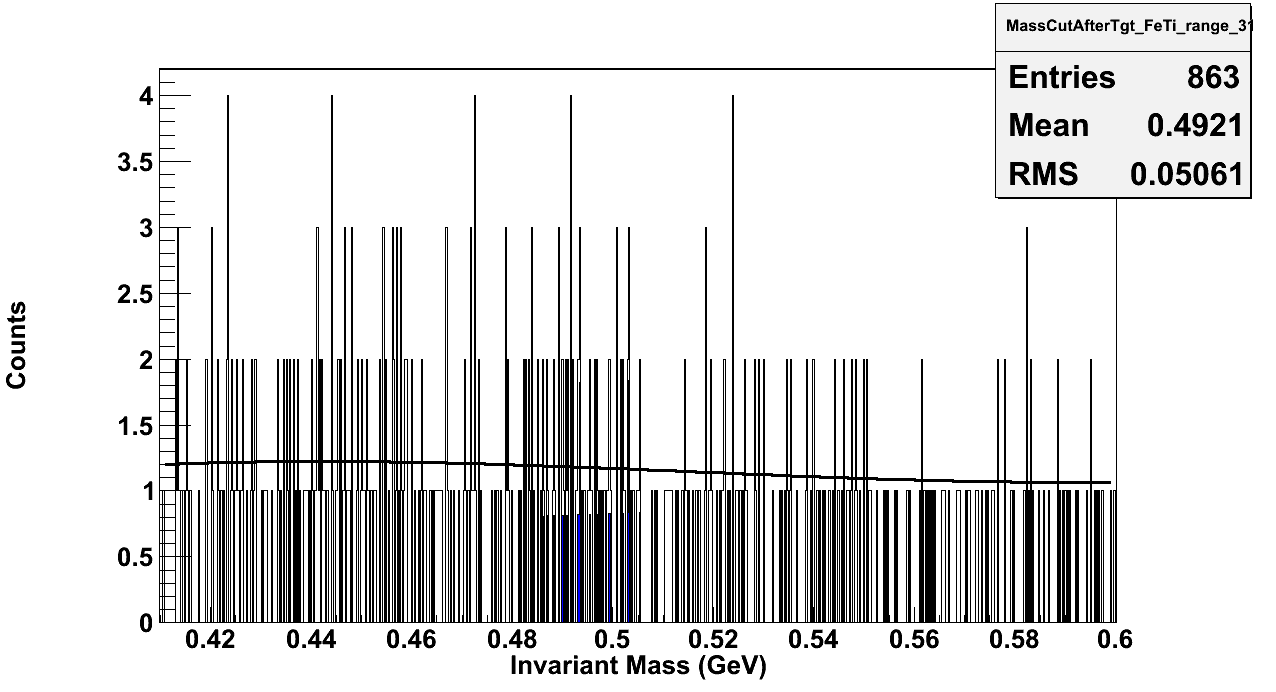 MassCutAfterTgt_FeTi_range_31
Entries 863
Mean 0.4921
RMS 0.05061
Counts
4
3.5
3
2.5
2
1.5
1
0.5
0
0.42 0.44 0.46 0.48 0.5 0.52 0.54 0.56 0.58 0.6
Invariant Mass (GeV)